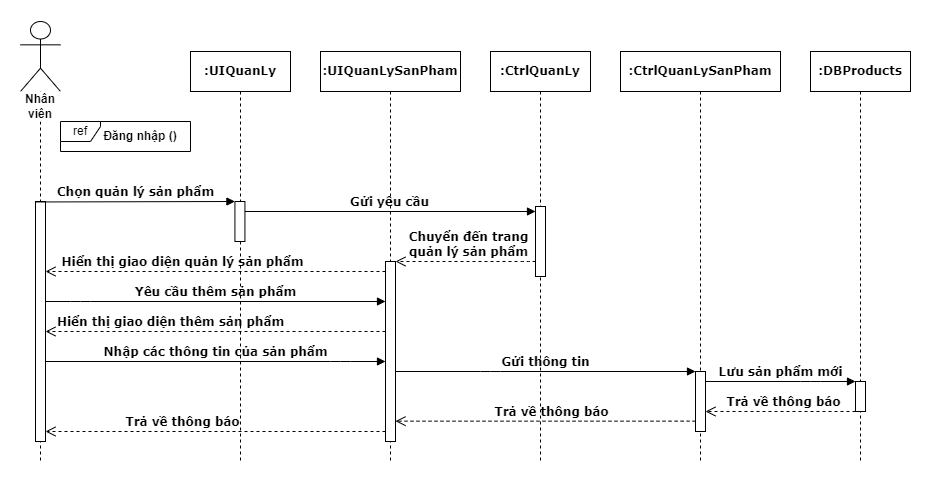 :UIQuanLy
:UIQuanLySanPham
:CtrlQuanLy
:CtrlQuanLySanPham
:DBProducts
Nhân
viên
ref
Đăng nhập ()
Chọn quản lý sản phẩm
Gửi yêu cầu
Chuyển đến trang
quản lý sản phẩm
Hiển thị giao diện quản lý sản phẩm
Yêu cầu thêm sản phẩm
Hiển thị giao diện thêm sản phẩm
Nhập các thông tin của sản phẩm
Gửi thông tin
Lưu sản phẩm mới
Trả về thông báo
Trả về thông báo
Trả về thông báo